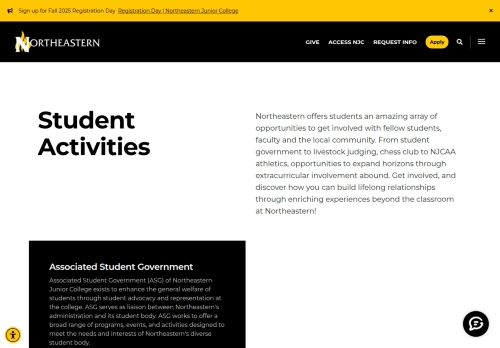 Sign up for Fall 2025 Registration Day Registration Day | Northeastern Junior College ×
NORTHEASTERN
GIVE ACCESS NJC REQUEST INFO Apply
Student
Activities
Northeastern offers students an amazing array of
opportunities to get involved with fellow students,
faculty and the local community. From student
government to livestock judging, chess club to NJCAA
athletics, opportunities to expand horizons through
extracurricular involvement abound. Get involved, and
discover how you can build lifelong relationships
through enriching experiences beyond the classroom
at Northeastern!
Associated Student Government
Associated Student Government (ASG) of Northeastern
Junior College exists to enhance the general welfare of
students through student advocacy and representation at
the college. ASG serves as liaison between Northeastern's
administration and its student body. ASG works to offer a
broad range of programs, events, and activities designed to
meet the needs and interests of Northeastern's diverse
student body.